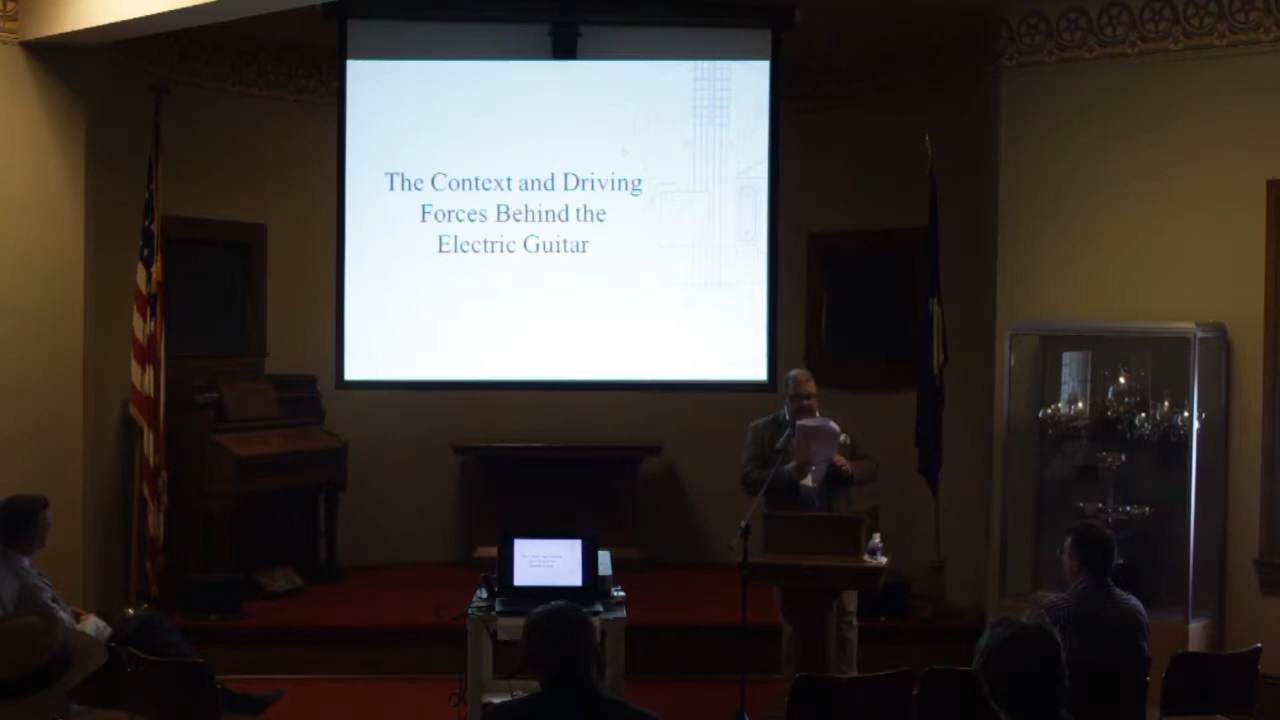 The Context and Driving
Forces Behind the
Electric Guitar